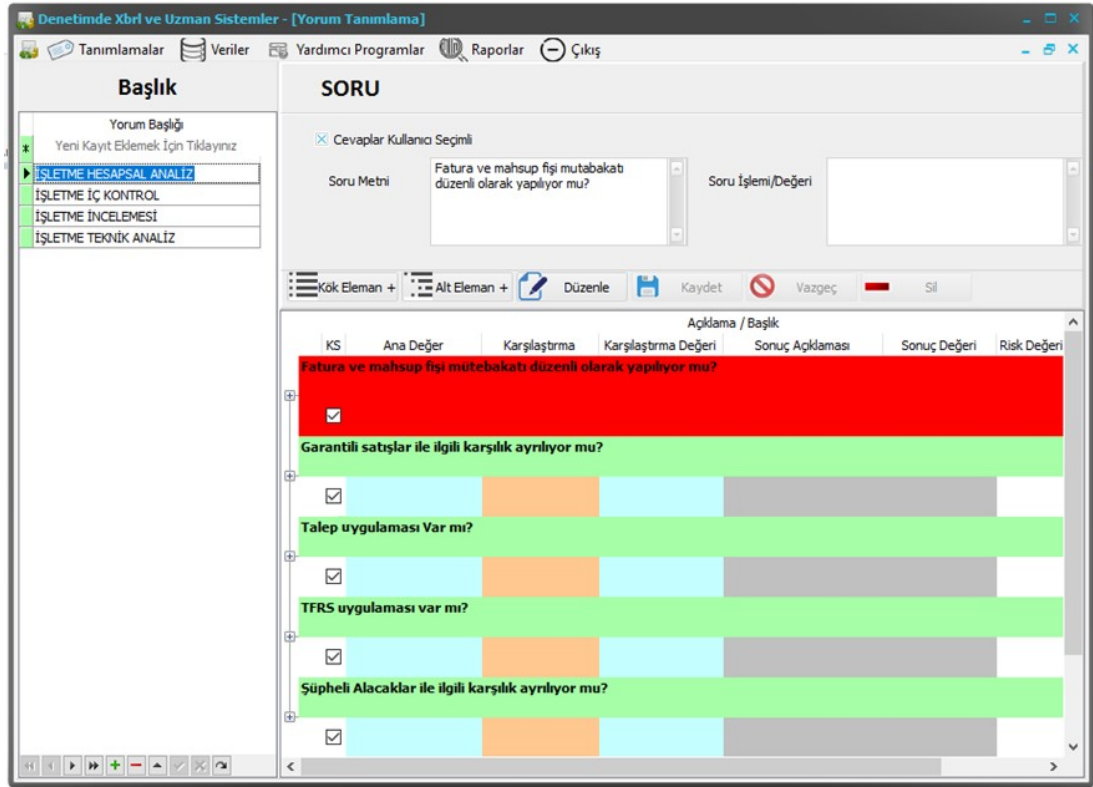 Denetimde Xbrl ve Uzman Sistemler - [Yorum Tanımlama]
Tanımlamalar Veriler Yardımcı Programlar Raporlar Çıkış
Başlık
SORU
Yorum Başlığı
Yeni Kayıt Eklemek İçin Tıklayınız
İŞLETME HESAPSAL ANALİZ
İŞLETME İÇ KONTROL
İŞLETME İNCELEMESİ
İŞLETME TEKNİK ANALİZ
Cevaplar Kullanıcı Seçimli
Soru Metni
Fatura ve mahsup fişi mutabakatı
düzenli olarak yapılıyor mu?
Soru İşlemi/Değeri
Kök Eleman + Alt Eleman + Düzenle Kaydet Vazgeç Sil
Açıklama / Başlık
KS Ana Değer Karşılaştırma Karşılaştırma Değeri Sonuç Açıklaması Sonuç Değeri Risk Değeri
Fatura ve mahsup fişi mütebakatı düzenli olarak yapılıyor mu?
Garantili satışlar ile ilgili karşılık ayrılıyor mu?
Talep uygulaması Var mı?
TFRS uygulaması var mı?
Şüpheli Alacaklar ile ilgili karşılık ayrılıyor mu?